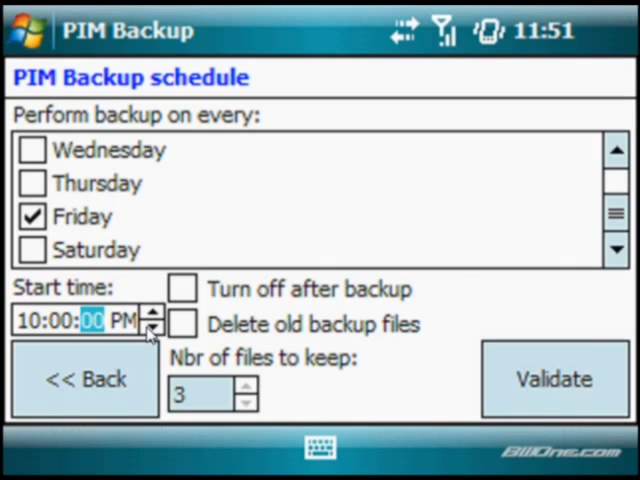 PIM Backup
11:51
PIM Backup schedule
Perform backup on every:
Wednesday
Thursday
Friday
Saturday
Start time:
Turn off after backup
10:00:00 PM
Delete old backup files
Nbr of files to keep:
<< Back
3
Validate
BillOne.com